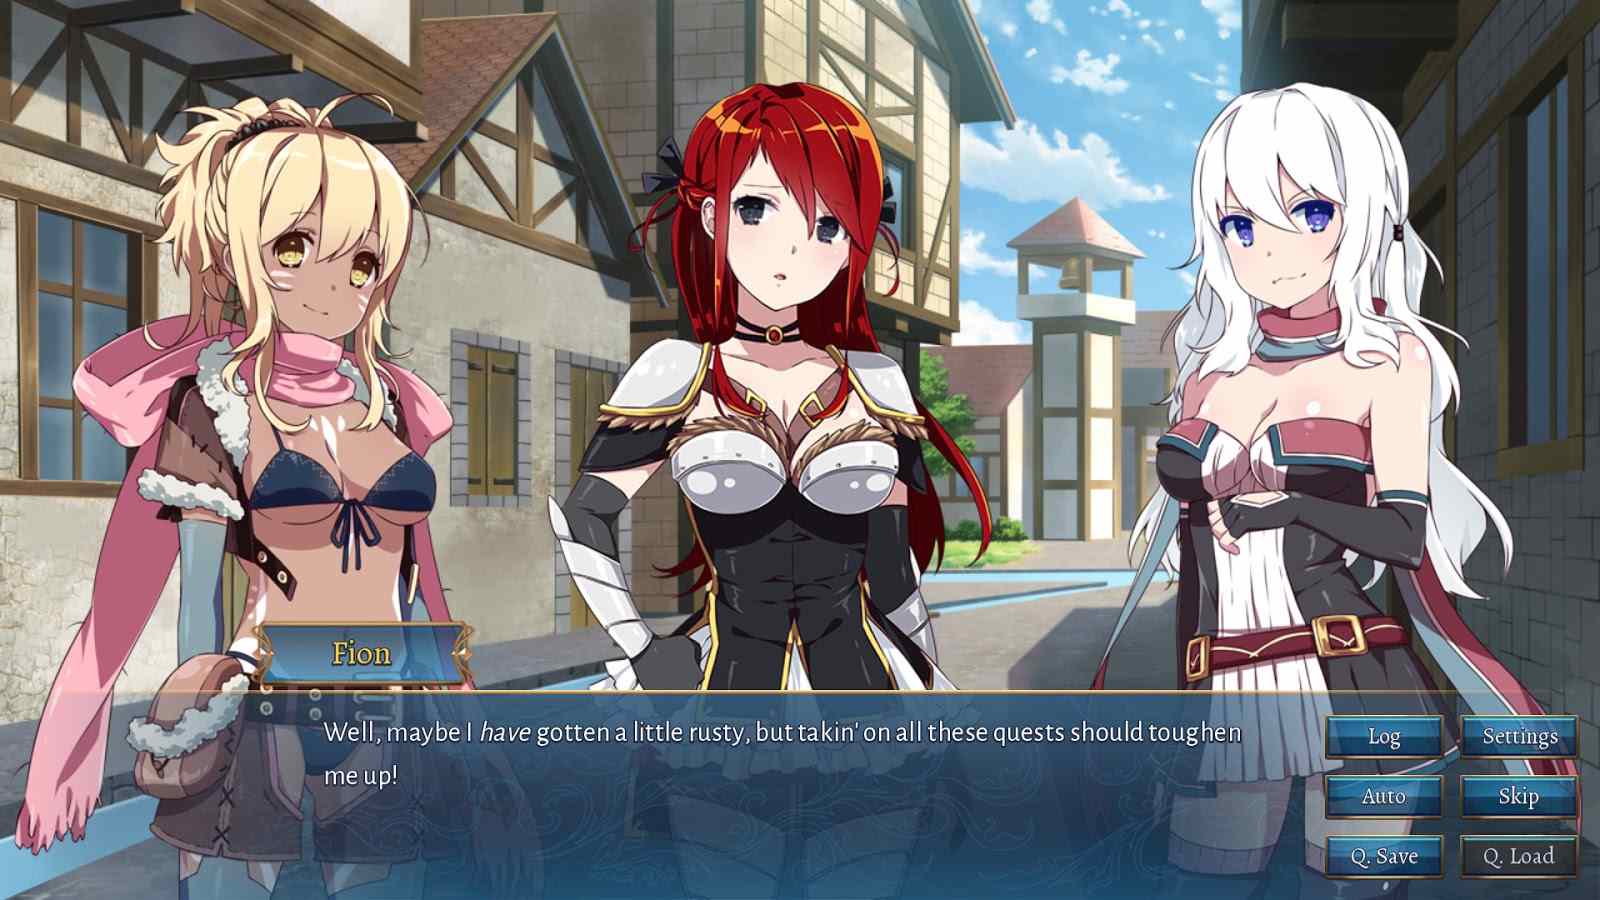 Fion
Well, maybe I have gotten a little rusty, but takin' on all these quests should toughen
me up!
Log
Settings
Auto
Skip
Q. Save
Q. Load